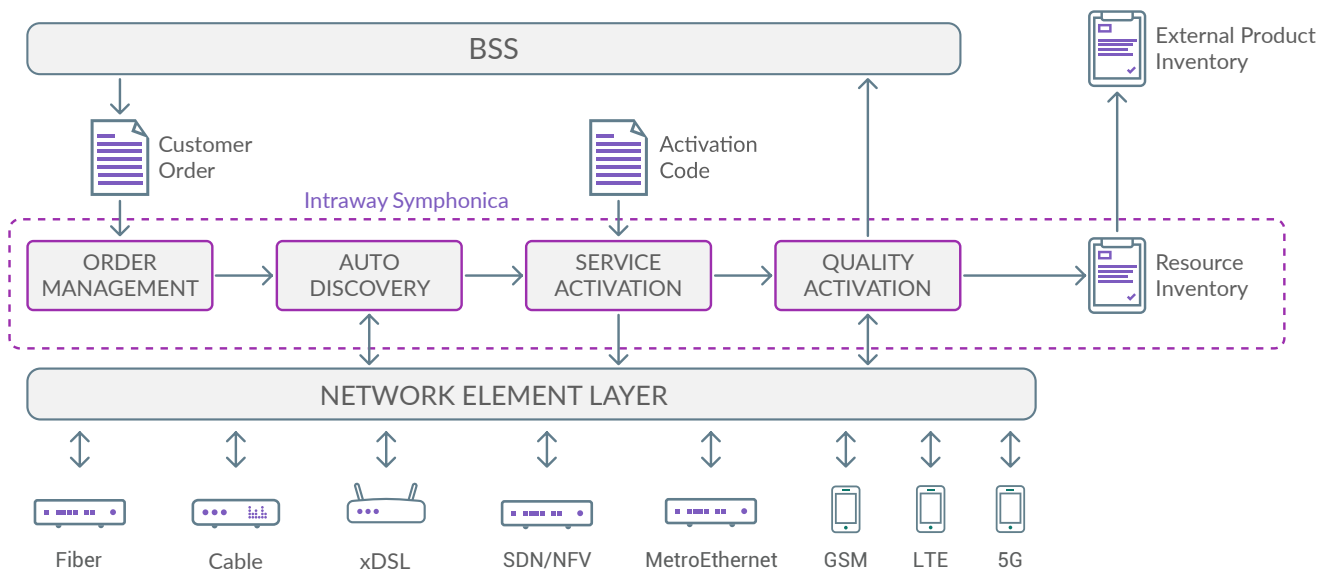 BSS
External Product
Inventory
Customer
Order
Activation
Code
Intraway Symphonica
ORDER
MANAGEMENT
AUTO
DISCOVERY
SERVICE
ACTIVATION
QUALITY
ACTIVATION
Resource
Inventory
NETWORK ELEMENT LAYER
Fiber
Cable
xDSL
SDN/NFV
MetroEthernet
GSM
LTE
5G